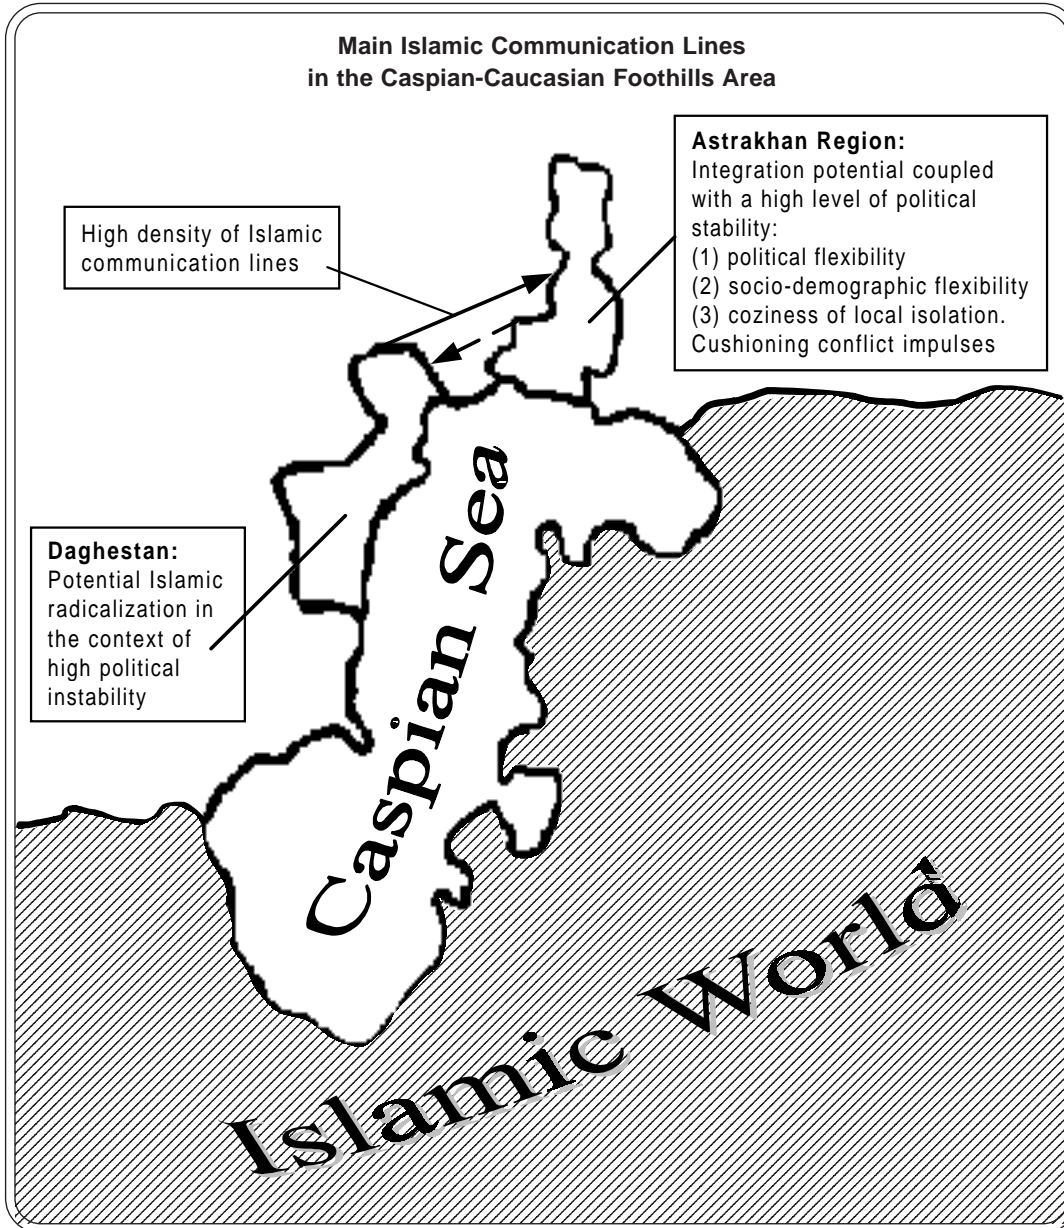 Main Islamic Communication Lines
in the Caspian-Caucasian Foothills Area
Astrakhan Region:
Integration potential coupled
with a high level of political
stability:
(1) political flexibility
(2) socio-demographic flexibility
(3) coziness of local isolation.
Cushioning conflict impulses
High density of Islamic
communication lines
Daghestan:
Potential Islamic
radicalization in
the context of
high political
instability
Caspian Sea
Islamic World